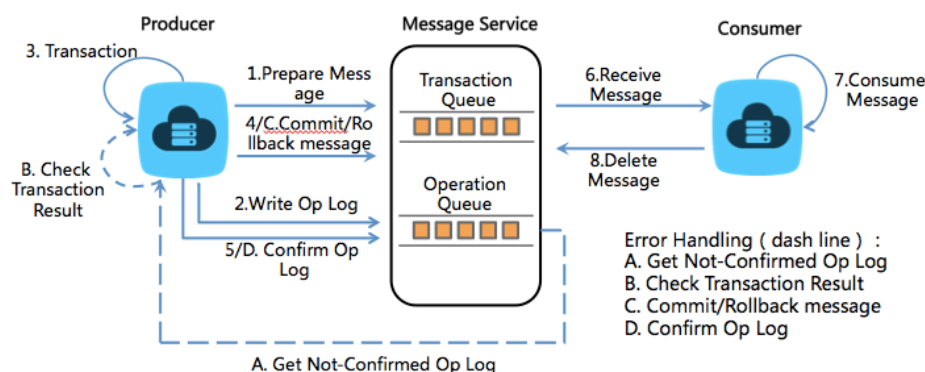 Producer
Message Service
Consumer
3. Transaction
1.Prepare Mess
age
4/C.Commit/Ro
llback message
B. Check
Transaction
Result
2.Write Op Log
5/D. Confirm Op
Log
Transaction
Queue
Operation
Queue
6.Receive
Message
7.Consume
Message
8.Delete
Message
Error Handling ( dash line ) :
A. Get Not-Confirmed Op Log
B. Check Transaction Result
C. Commit/Rollback message
D. Confirm Op Log
A. Get Not-Confirmed Op Log